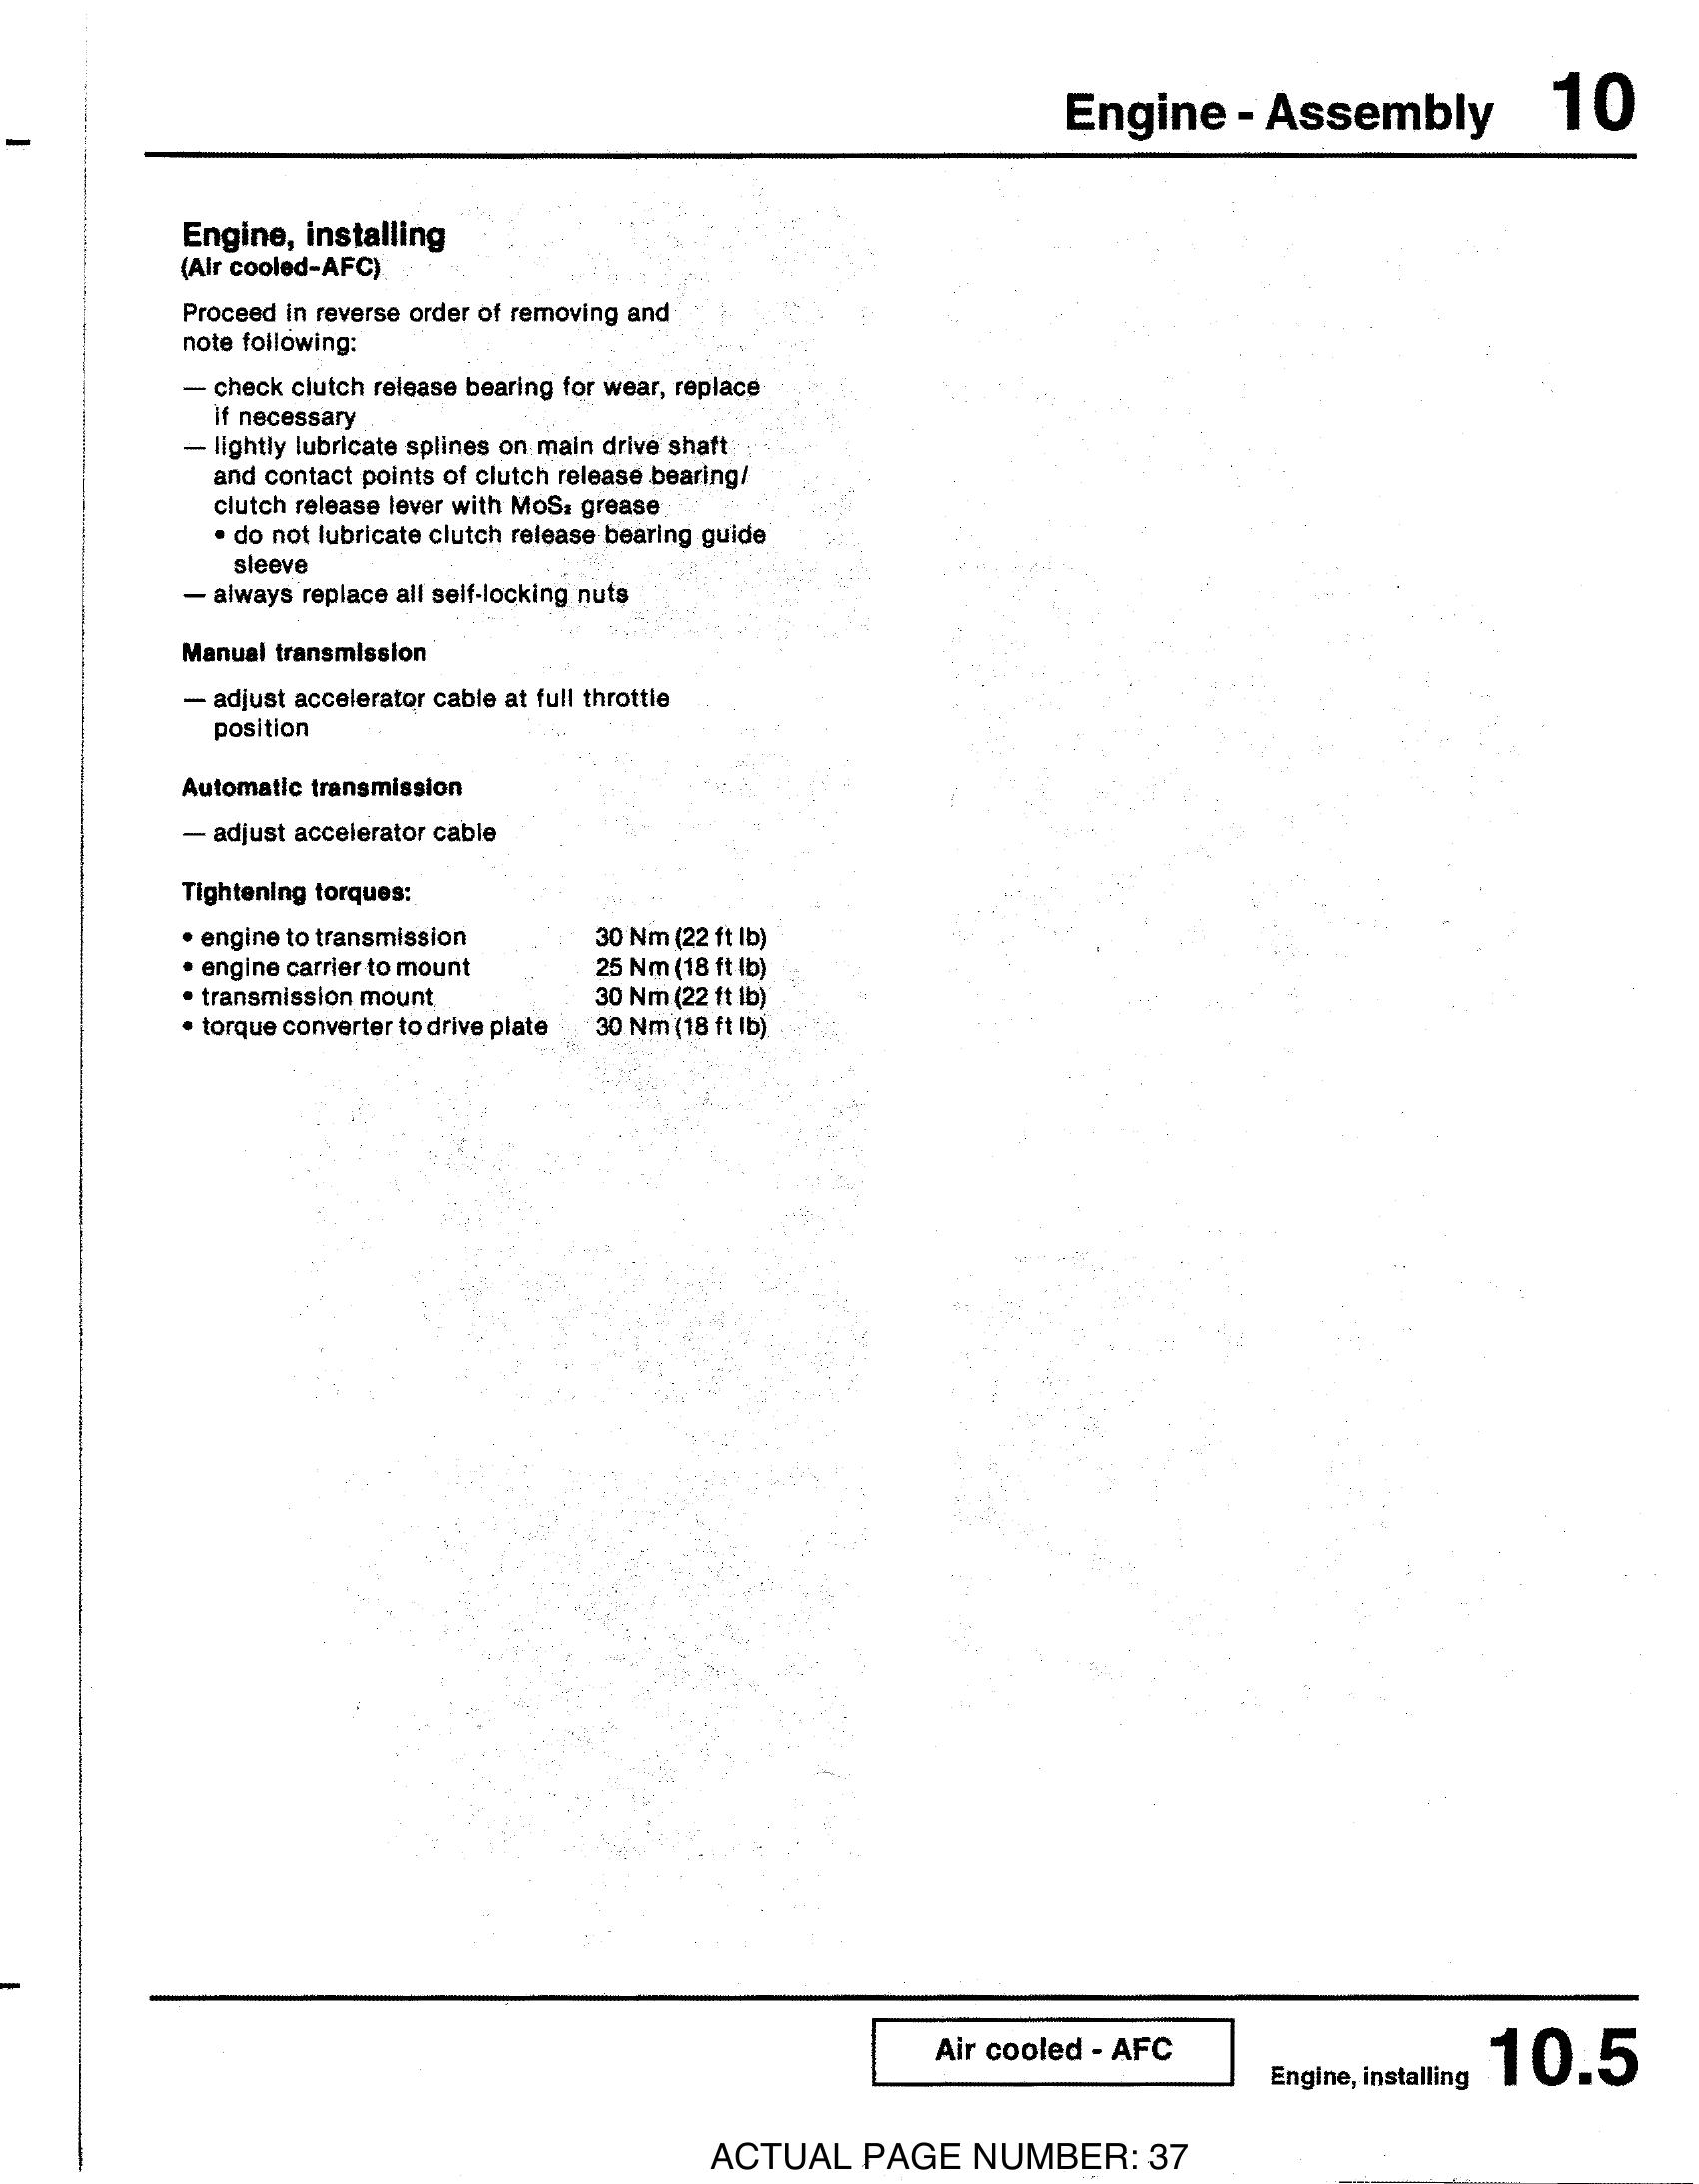 Engine - Assembly 10
Engine, installing
(Air cooled-AFC)
Proceed in reverse order of removing and
note following:
— check clutch release bearing for wear, replace
if necessary
— lightly lubricate splines on main drive shaft
and contact points of clutch release bearing/
clutch release lever with MoS₂ grease
• do not lubricate clutch release bearing guide
sleeve
— always replace all self-locking nuts
Manual transmission
— adjust accelerator cable at full throttle
position
Automatic transmission
— adjust accelerator cable
Tightening torques:
• engine to transmission 30 Nm (22 ft lb)
• engine carrier to mount 25 Nm (18 ft lb)
• transmission mount 30 Nm (22 ft lb)
• torque converter to drive plate 30 Nm (18 ft lb)
Air cooled - AFC
Engine, installing 10.5
ACTUAL PAGE NUMBER: 37